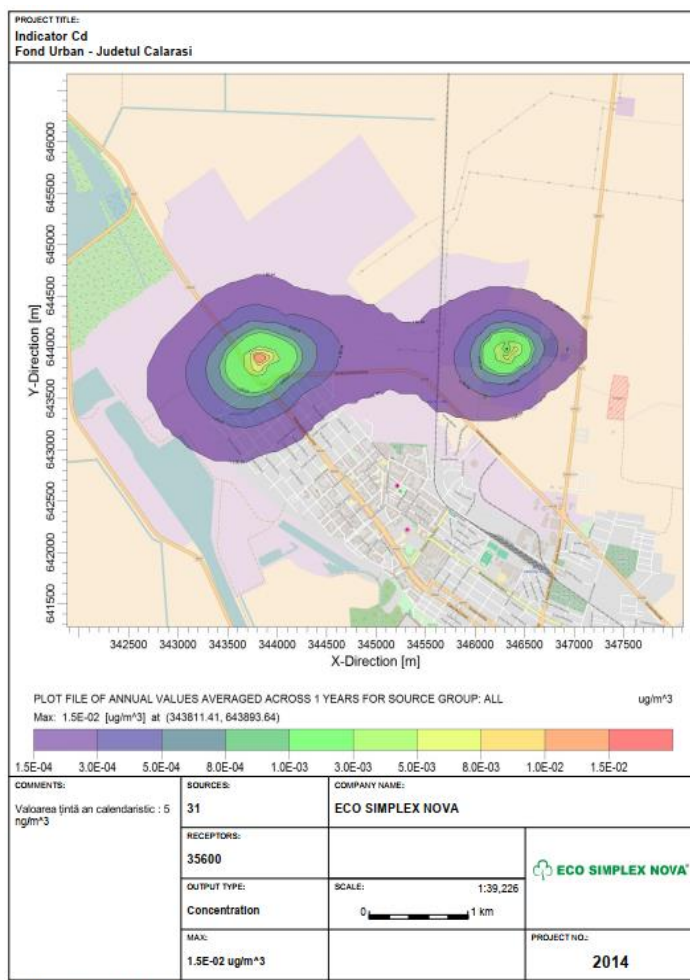 PROJECT TITLE:
Indicator Cd
Fond Urban - Judetul Calarasi
Y-Direction [m]
646000
645500
645000
644500
644000
643500
643000
642500
642000
641500
342500 343000 343500 344000 344500 345000 345500 346000 346500 347000 347500
X-Direction [m]
PLOT FILE OF ANNUAL VALUES AVERAGED ACROSS 1 YEARS FOR SOURCE GROUP: ALL
ug/m^3
Max: 1.5E-02 [ug/m^3] at (343811.41, 643893.64)
1.5E-04 3.0E-04 5.0E-04 8.0E-04 1.0E-03 3.0E-03 5.0E-03 8.0E-03 1.0E-02 1.5E-02
COMMENTS:
Valoarea țintă an calendaristic : 5
ng/m^3
SOURCES:
31
COMPANY NAME:
ECO SIMPLEX NOVA
RECEPTORS:
35600
OUTPUT TYPE:
Concentration
SCALE:
1:39,226
0 1 km
ECO SIMPLEX NOVA
MAX:
1.5E-02 ug/m^3
PROJECT NO.:
2014